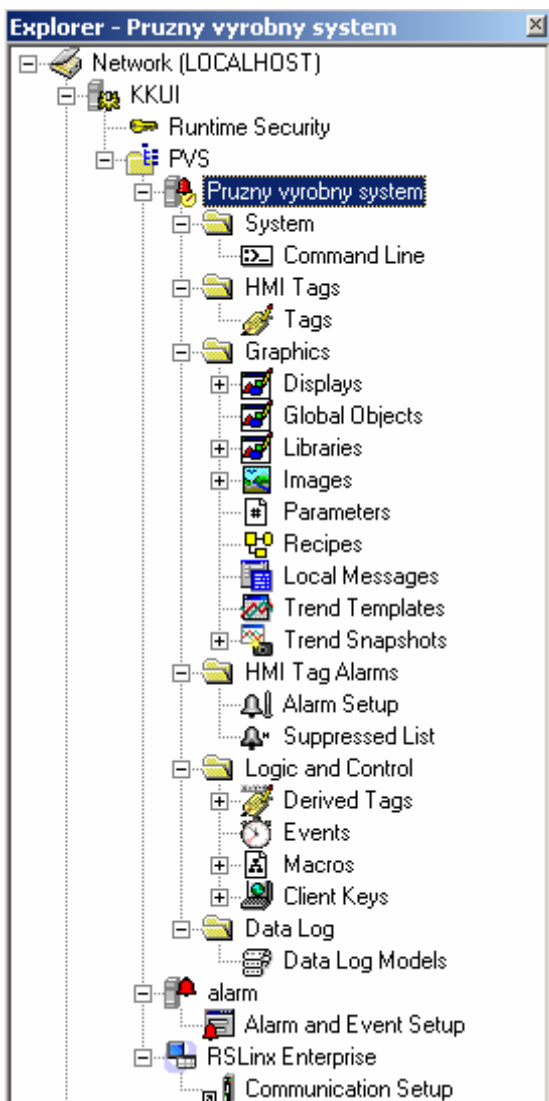 Explorer - Pruzny vyrobny system
Network (LOCALHOST)
KKUI
Runtime Security
PVS
Pruzny vyrobny system
System
Command Line
HMI Tags
Tags
Graphics
Displays
Global Objects
Libraries
Images
Parameters
Recipes
Local Messages
Trend Templates
Trend Snapshots
HMI Tag Alarms
Alarm Setup
Suppressed List
Logic and Control
Derived Tags
Events
Macros
Client Keys
Data Log
Data Log Models
alarm
Alarm and Event Setup
RSLinx Enterprise
Communication Setup